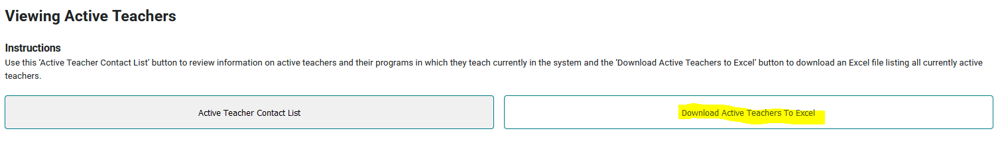 Viewing Active Teachers
Instructions
Use this ‘Active Teacher Contact List’ button to review information on active teachers and their programs in which they teach currently in the system and the ‘Download Active Teachers to Excel’ button to download an Excel file listing all currently active
teachers.
Active Teacher Contact List
Download Active Teachers To Excel